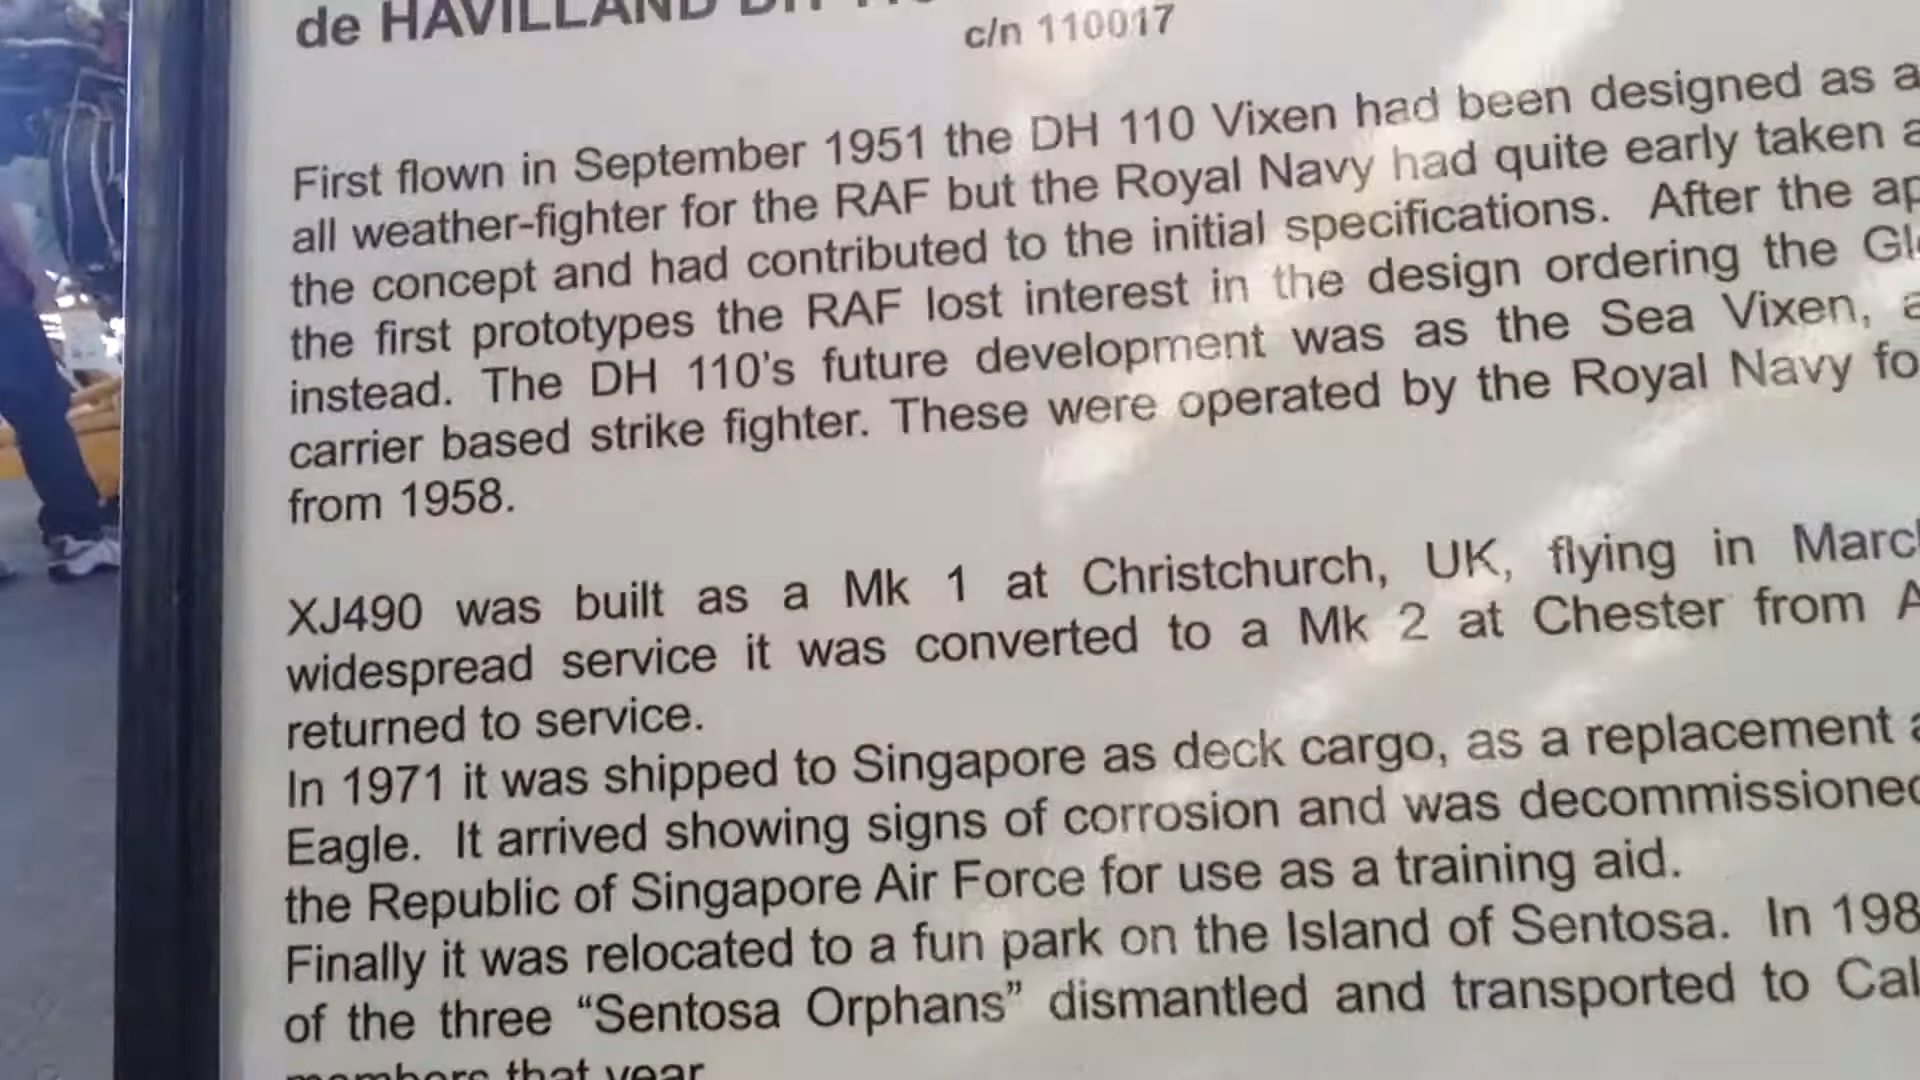 de HAVILLAND DH
c/n 110017
First flown in September 1951 the DH 110 Vixen had been designed as a
all weather-fighter for the RAF but the Royal Navy had quite early taken a
the concept and had contributed to the initial specifications. After the
the first prototypes the RAF lost interest in the design ordering the
instead. The DH 110's future development was as the Sea Vixen,
carrier based strike fighter. These were operated by the Royal Navy
from 1958.
XJ490 was built as a Mk 1 at Christchurch, UK, flying in March
widespread service it was converted to a Mk 2 at Chester from
returned to service.
In 1971 it was shipped to Singapore as deck cargo, as a replacement
Eagle. It arrived showing signs of corrosion and was decommissioned
the Republic of Singapore Air Force for use as a training aid.
Finally it was relocated to a fun park on the Island of Sentosa. In 198
of the three “Sentosa Orphans” dismantled and transported to Cal
members that year